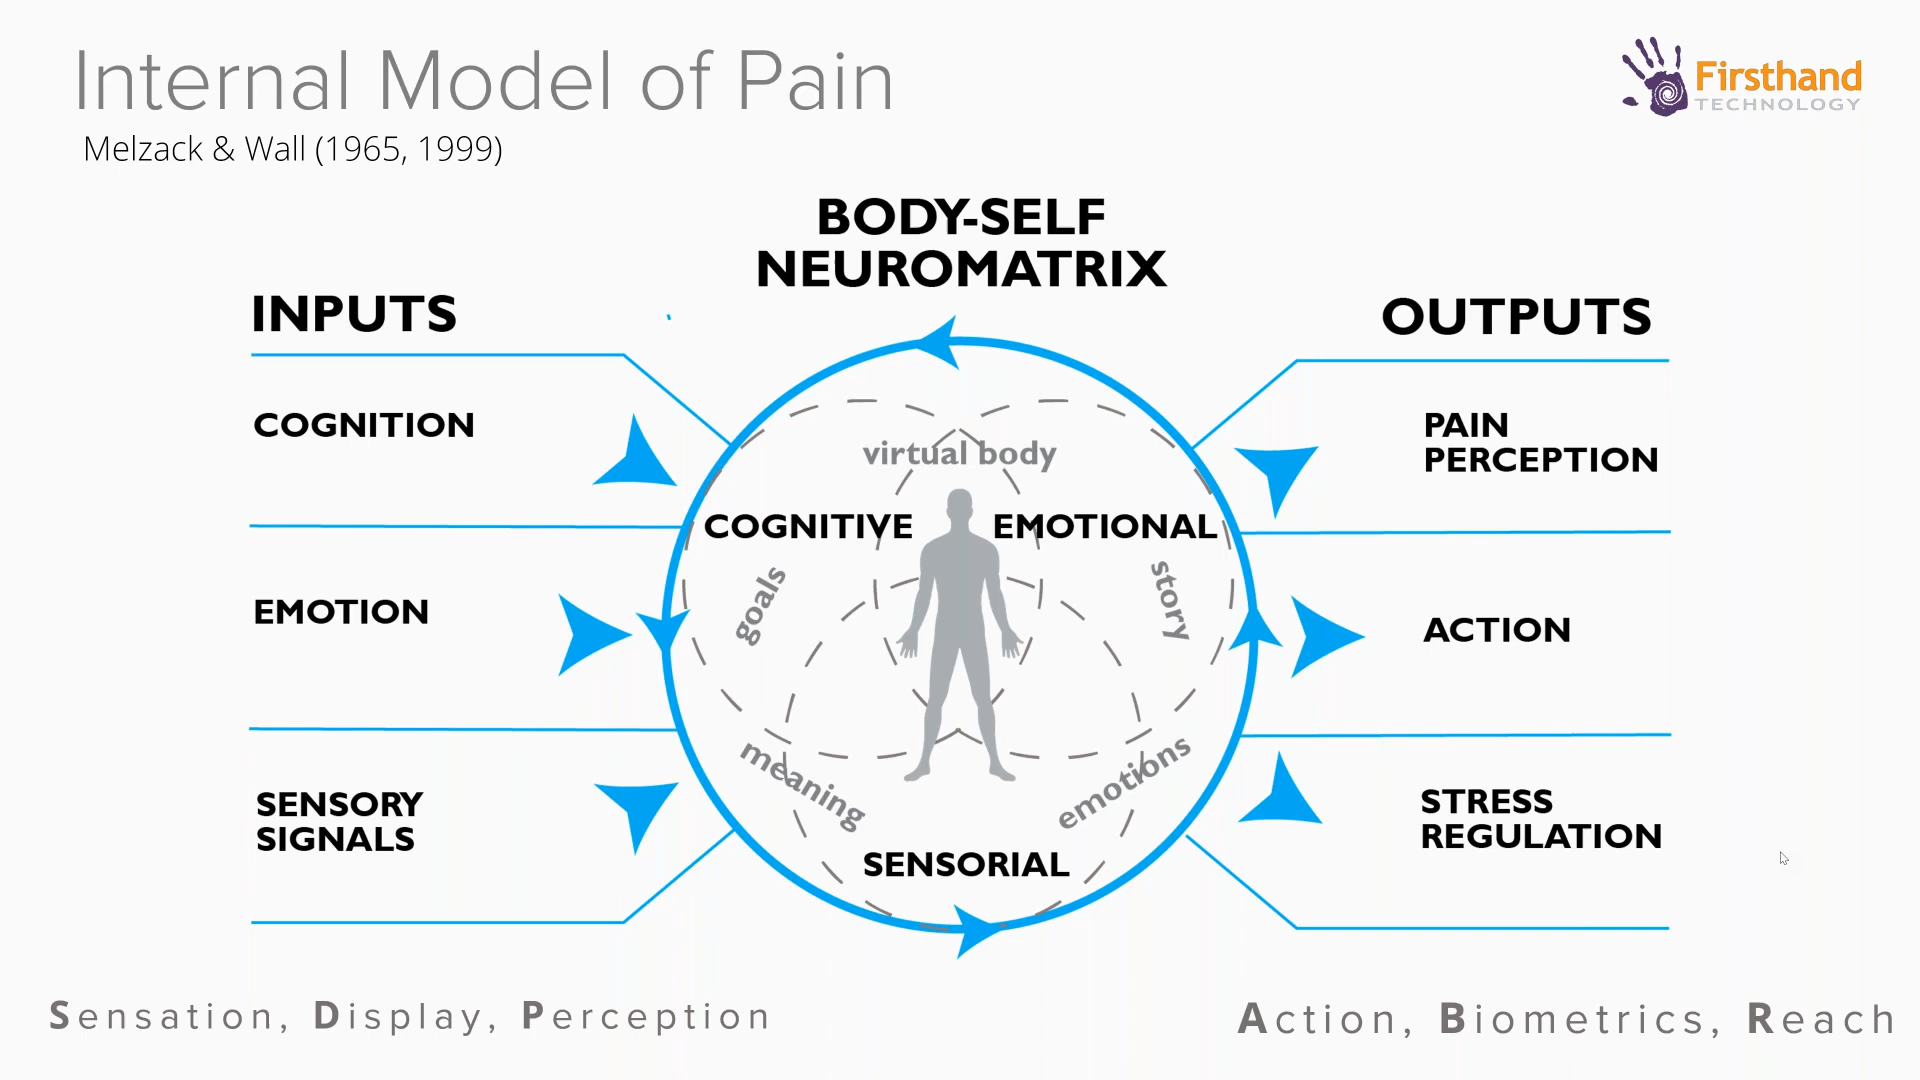 Internal Model of Pain
Melzack & Wall (1965, 1999)
Firsthand
TECHNOLOGY
BODY-SELF
NEUROMATRIX
INPUTS
COGNITION
EMOTION
SENSORY
SIGNALS
virtual body
COGNITIVE
EMOTIONAL
goals
story
meaning
emotions
SENSORIAL
OUTPUTS
PAIN
PERCEPTION
ACTION
STRESS
REGULATION
Sensation, Display, Perception
Action, Biometrics, Reach